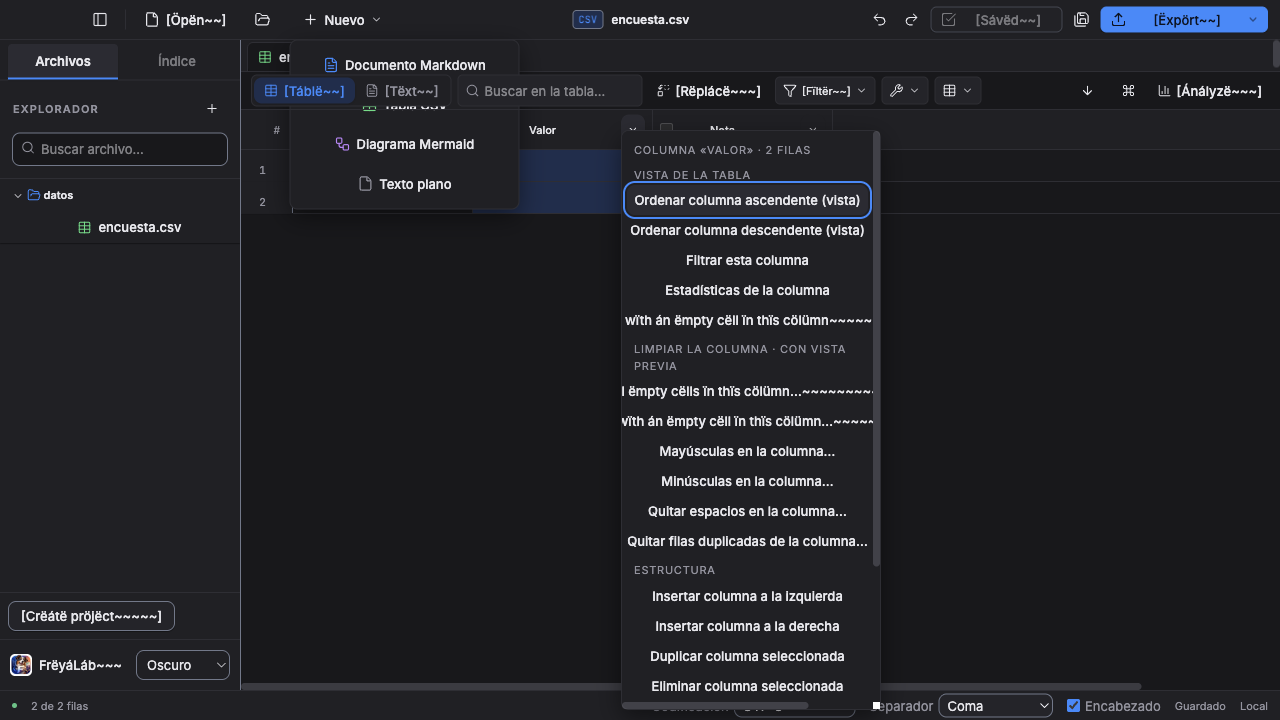 [Öpën~~]
Nuevo
CSV
encuesta.csv
[Sávëd~~]
[Ëxpört~~]
Archivos
Índice
Documento Markdown
[Táblë~~]
[Tëxt~~]
Buscar en la tabla...
[Rëplácë~~~]
[Fïltër~~]
[Ánályzë~~~]
EXPLORADOR
Tabla CSV
#
Valor
Nota
Buscar archivo...
Diagrama Mermaid
Texto plano
1
2
datos
encuesta.csv
COLUMNA «VALOR» · 2 FILAS
VISTA DE LA TABLA
Ordenar columna ascendente (vista)
Ordenar columna descendente (vista)
Filtrar esta columna
Estadísticas de la columna
wïth án ëmpty cëll ïn thïs cölümn~~~~~
LIMPIAR LA COLUMNA · CON VISTA
PREVIA
ëmpty cëlls ïn thïs cölümn...~~~~~~~~~
wïth án ëmpty cëll ïn thïs cölümn...~~~~~
Mayúsculas en la columna...
Minúsculas en la columna...
Quitar espacios en la columna...
Quitar filas duplicadas de la columna...
ESTRUCTURA
Insertar columna a la izquierda
Insertar columna a la derecha
Duplicar columna seleccionada
Eliminar columna seleccionada
[Crëátë pröjëct~~~~~]
FrëyáLáb~~~
Oscuro
2 de 2 filas
Separador
Coma
Encabezado
Guardado
Local